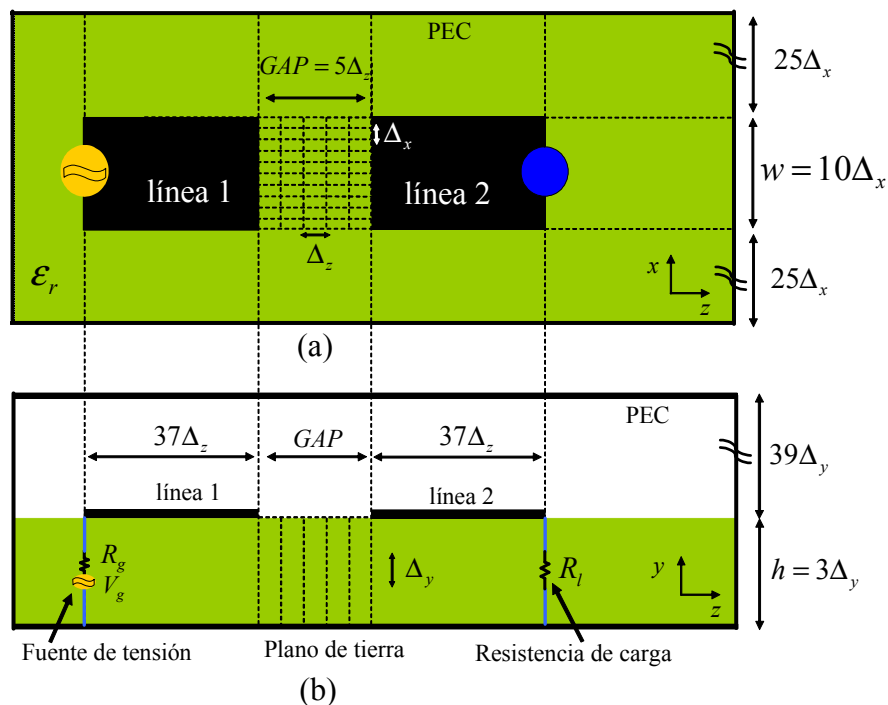 PEC
25Δx
GAP = 5Δz
Δx
línea 1
línea 2
w = 10Δx
Δz
εr
x
z
25Δx
(a)
PEC
37Δz
GAP
37Δz
39Δy
línea 1
línea 2
Rg
Vg
Δy
Rl
y
z
h = 3Δy
Fuente de tensión
Plano de tierra
Resistencia de carga
(b)